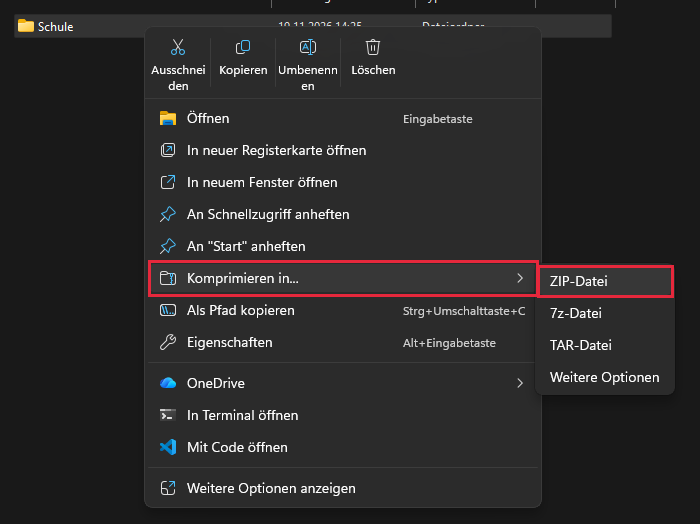 Schule
Ausschnei
den
Kopieren
Umbenenn
en
Löschen
Öffnen Eingabetaste
In neuer Registerkarte öffnen
In neuem Fenster öffnen
An Schnellzugriff anheften
An "Start" anheften
Komprimieren in...
ZIP-Datei
Als Pfad kopieren Strg+Umschalttaste+C
7z-Datei
Eigenschaften Alt+Eingabetaste
TAR-Datei
Weitere Optionen
OneDrive
In Terminal öffnen
Mit Code öffnen
Weitere Optionen anzeigen